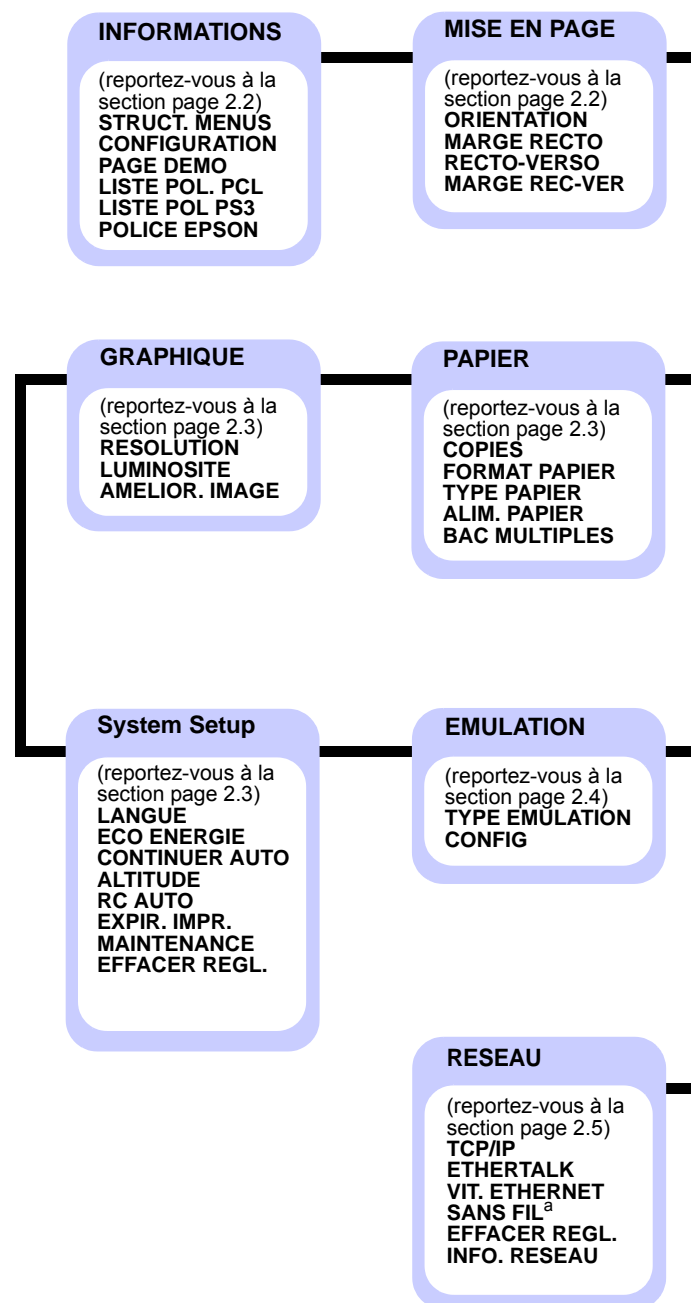 INFORMATIONS
(reportez-vous à la
section page 2.2)
STRUCT. MENUS
CONFIGURATION
PAGE DEMO
LISTE POL. PCL
LISTE POL PS3
POLICE EPSON
MISE EN PAGE
(reportez-vous à la
section page 2.2)
ORIENTATION
MARGE RECTO
RECTO-VERSO
MARGE REC-VER
GRAPHIQUE
(reportez-vous à la
section page 2.3)
RESOLUTION
LUMINOSITE
AMELIOR. IMAGE
PAPIER
(reportez-vous à la
section page 2.3)
COPIES
FORMAT PAPIER
TYPE PAPIER
ALIM. PAPIER
BAC MULTIPLES
System Setup
(reportez-vous à la
section page 2.3)
LANGUE
ECO ENERGIE
CONTINUER AUTO
ALTITUDE
RC AUTO
EXPIR. IMPR.
MAINTENANCE
EFFACER REGL.
EMULATION
(reportez-vous à la
section page 2.4)
TYPE EMULATION
CONFIG
RESEAU
(reportez-vous à la
section page 2.5)
TCP/IP
ETHERTALK
VIT. ETHERNET
SANS FILa
EFFACER REGL.
INFO. RESEAU